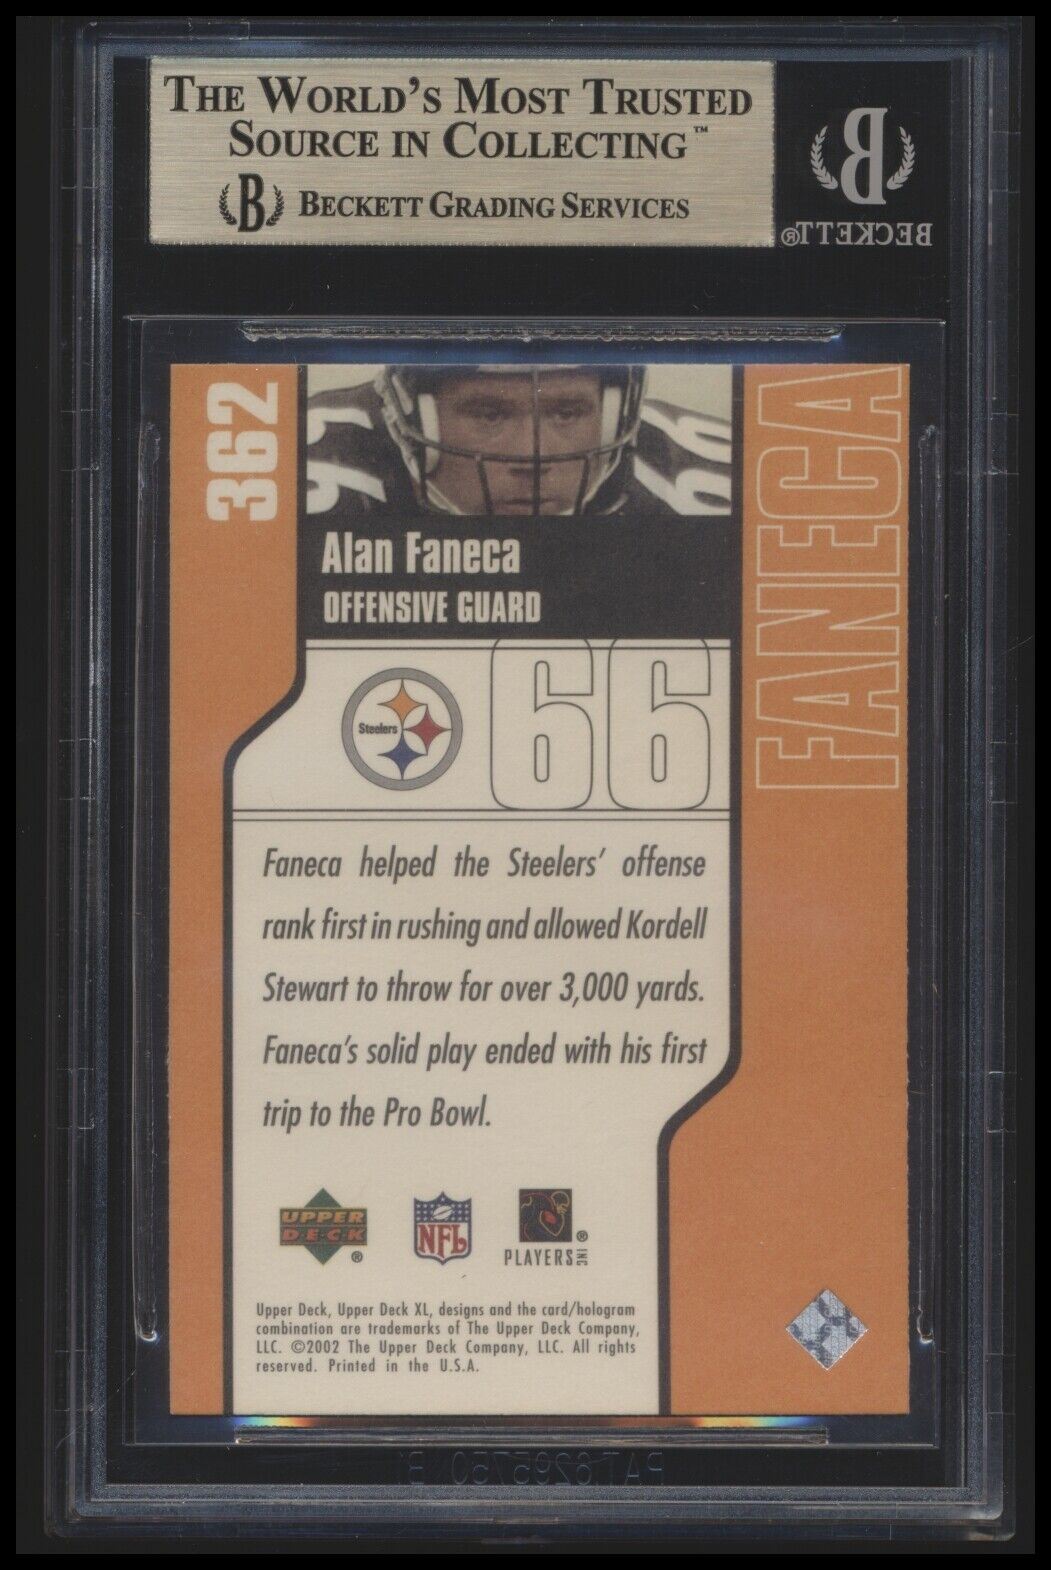 THE WORLD'S MOST TRUSTED
SOURCE IN COLLECTING™
B BECKETT GRADING SERVICES
B
BECKETT®
362
66
Alan Faneca
OFFENSIVE GUARD
FANECA
Steelers
66
Faneca helped the Steelers' offense
rank first in rushing and allowed Kordell
Stewart to throw for over 3,000 yards.
Faneca's solid play ended with his first
trip to the Pro Bowl.
UPPER
DECK
®
NFL
®
PLAYERS INC
Upper Deck, Upper Deck XL, designs and the card/hologram
combination are trademarks of The Upper Deck Company,
LLC. ©2002 The Upper Deck Company, LLC. All rights
reserved. Printed in the U.S.A.